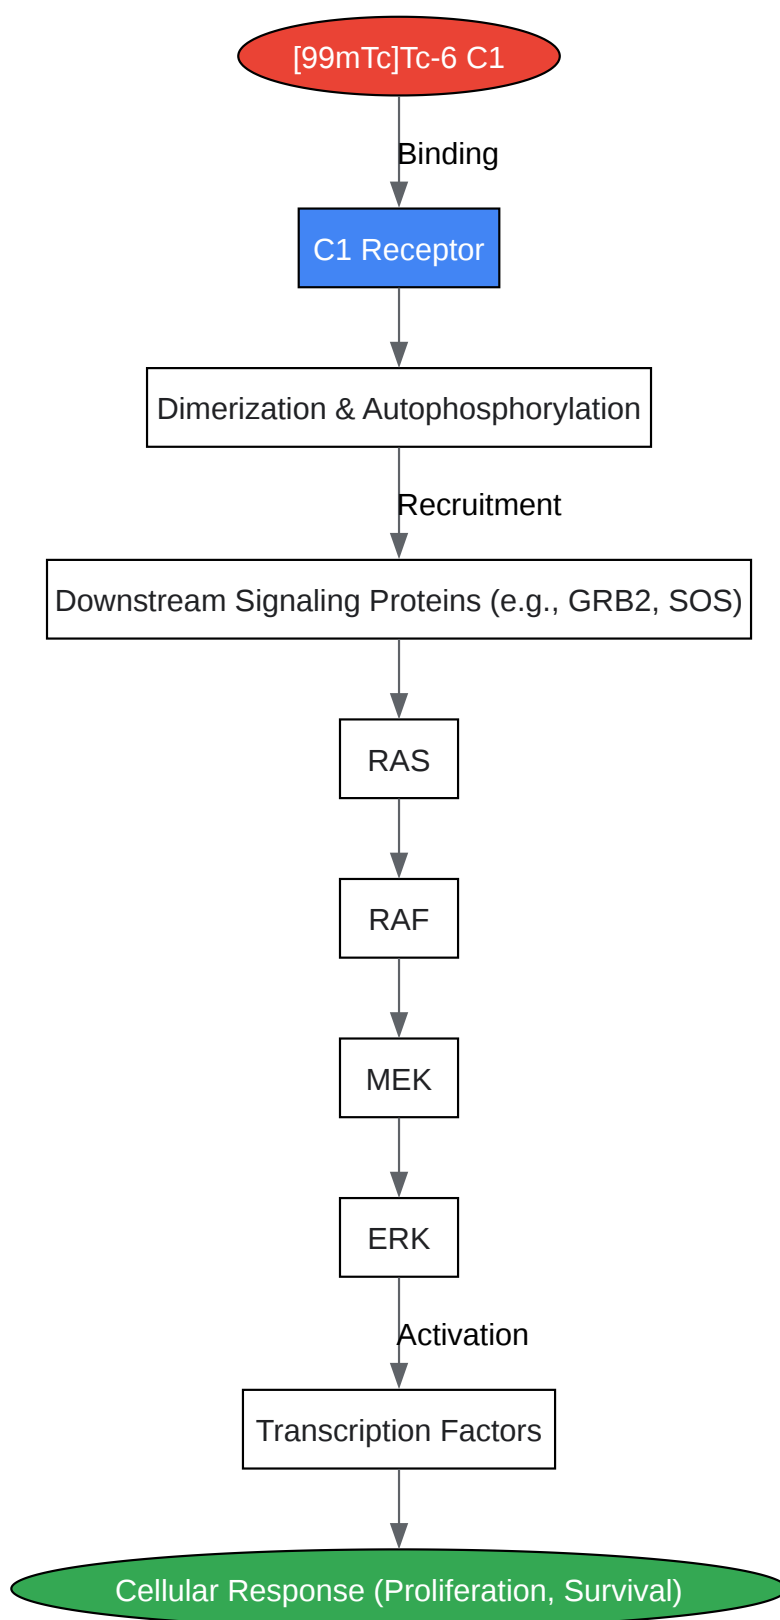 [99mTc]Tc-6 C1
Binding
C1 Receptor
Dimerization & Autophosphorylation
Recruitment
Downstream Signaling Proteins (e.g., GRB2, SOS)
RAS
RAF
MEK
ERK
Activation
Transcription Factors
Cellular Response (Proliferation, Survival)